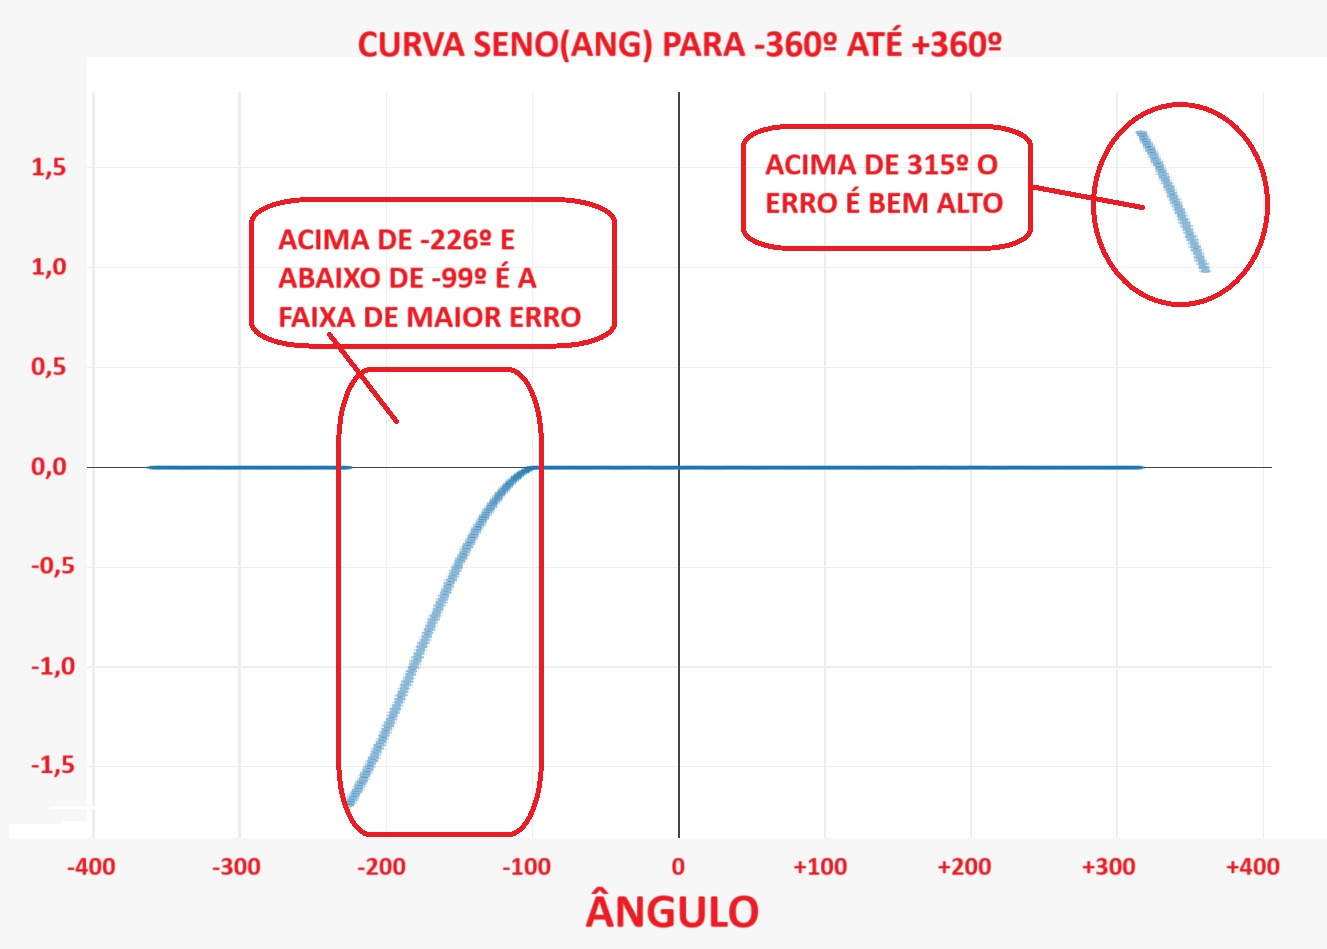 CURVA SENO(ANG) PARA -360º ATÉ +360º
1,5
1,0
0,5
0,0
-0,5
-1,0
-1,5
ACIMA DE -226º E
ABAIXO DE -99º É A
FAIXA DE MAIOR ERRO
ACIMA DE 315º O
ERRO É BEM ALTO
-400 -300 -200 -100 0 +100 +200 +300 +400
ÂNGULO